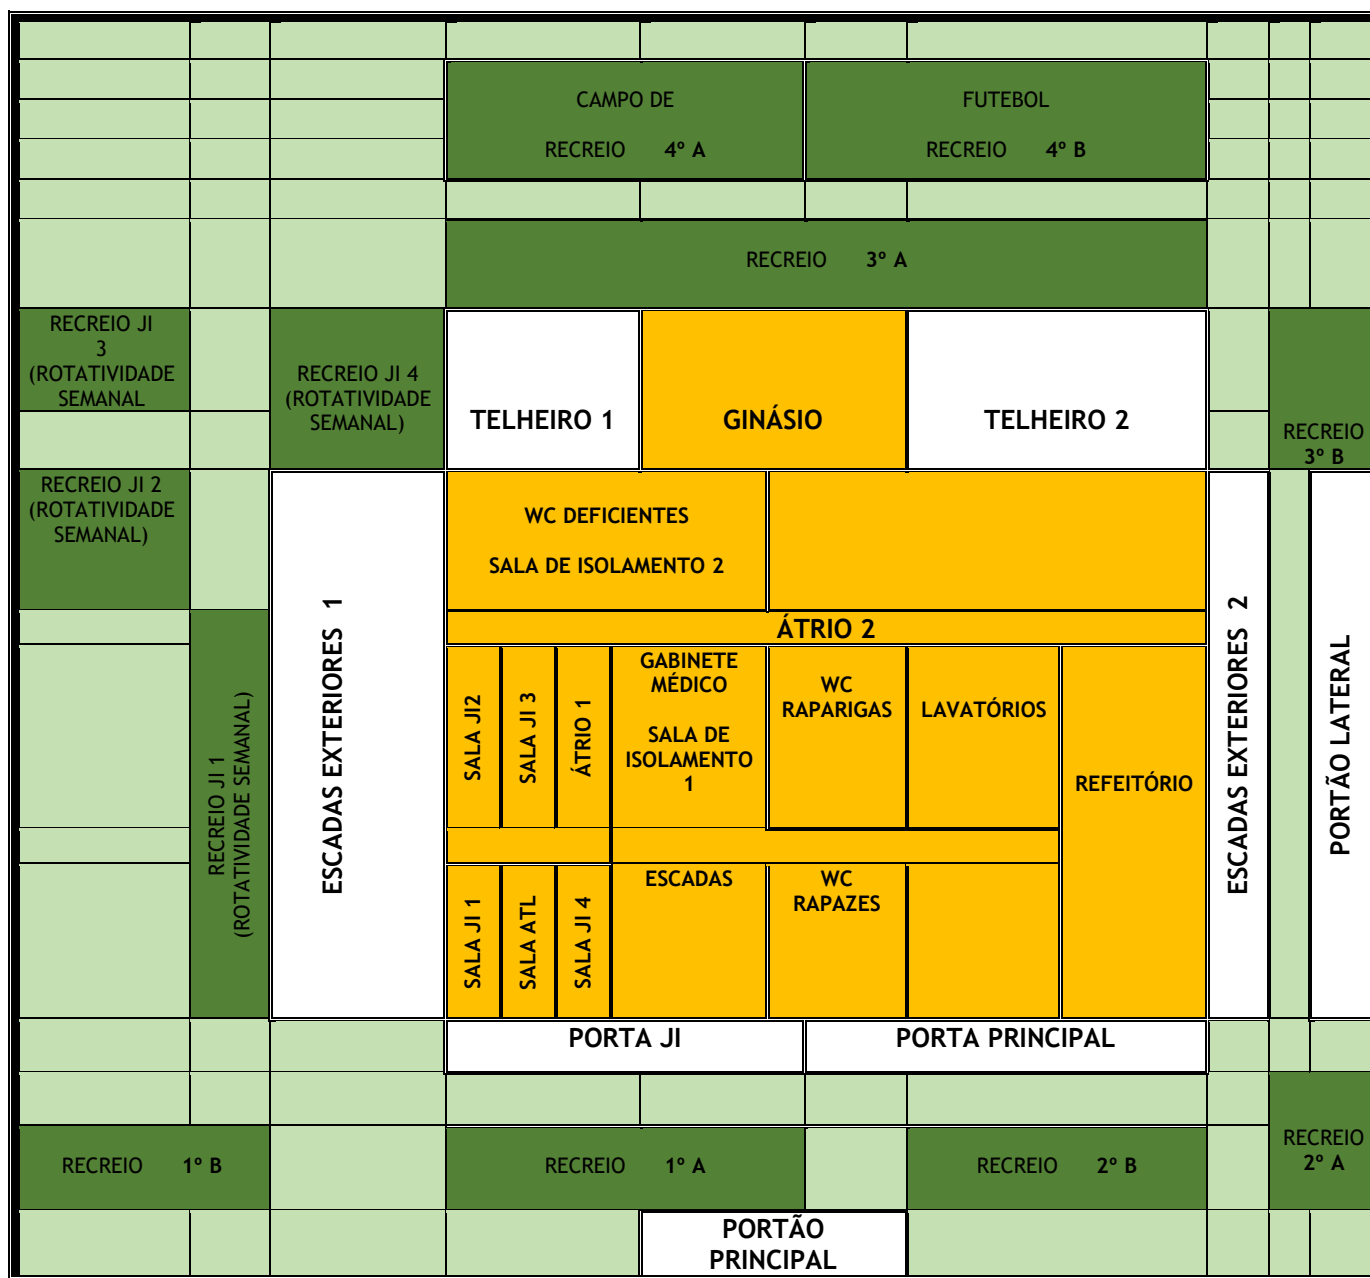 CAMPO DE
RECREIO 4º A
FUTEBOL
RECREIO 4º B
RECREIO 3º A
RECREIO JI
3
(ROTATIVIDADE
SEMANAL
RECREIO JI 4
(ROTATIVIDADE
SEMANAL)
TELHEIRO 1
GINÁSIO
TELHEIRO 2
RECREIO
3º B
RECREIO JI 2
(ROTATIVIDADE
SEMANAL)
ESCADAS EXTERIORES 1
WC DEFICIENTES
SALA DE ISOLAMENTO 2
ESCADAS EXTERIORES 2
PORTÃO LATERAL
ÁTRIO 2
RECREIO JI 1
(ROTATIVIDADE SEMANAL)
SALA JI2
SALA JI 3
ÁTRIO 1
GABINETE
MÉDICO
SALA DE
ISOLAMENTO
1
WC
RAPARIGAS
LAVATÓRIOS
REFEITÓRIO
SALA JI 1
SALA ATL
SALA JI 4
ESCADAS
WC
RAPAZES
PORTA JI
PORTA PRINCIPAL
RECREIO 1º B
RECREIO 1º A
RECREIO 2º B
RECREIO
2º A
PORTÃO
PRINCIPAL